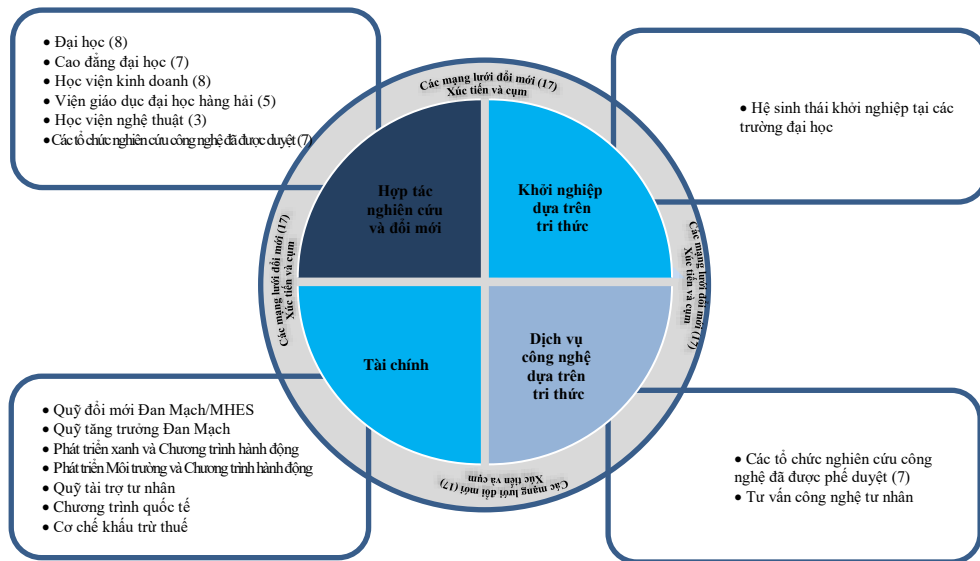 • Đại học (8)
• Cao đẳng đại học (7)
• Học viện kinh doanh (8)
• Viện giáo dục đại học hàng hải (5)
• Học viện nghệ thuật (3)
• Các tổ chức nghiên cứu công nghệ đã được duyệt (7)
Các mạng lưới đổi mới (17)
Xúc tiến và cụm
• Hệ sinh thái khởi nghiệp tại các
trường đại học
Hợp tác
nghiên cứu
và đổi mới
Khởi nghiệp
dựa trên
tri thức
Các mạng lưới đổi mới (17)
Xúc tiến và cụm
Các mạng lưới đổi mới (17)
Xúc tiến và cụm
Tài chính
Dịch vụ
công nghệ
dựa trên
tri thức
• Quỹ đổi mới Đan Mạch/MHES
• Quỹ tăng trưởng Đan Mạch
• Phát triển xanh và Chương trình hành động
• Phát triển Môi trường và Chương trình hành động
• Quỹ tài trợ tư nhân
• Chương trình quốc tế
• Cơ chế khấu trừ thuế
Các mạng lưới đổi mới (17)
Xúc tiến và cụm
• Các tổ chức nghiên cứu công
nghệ đã được phê duyệt (7)
• Tư vấn công nghệ tư nhân